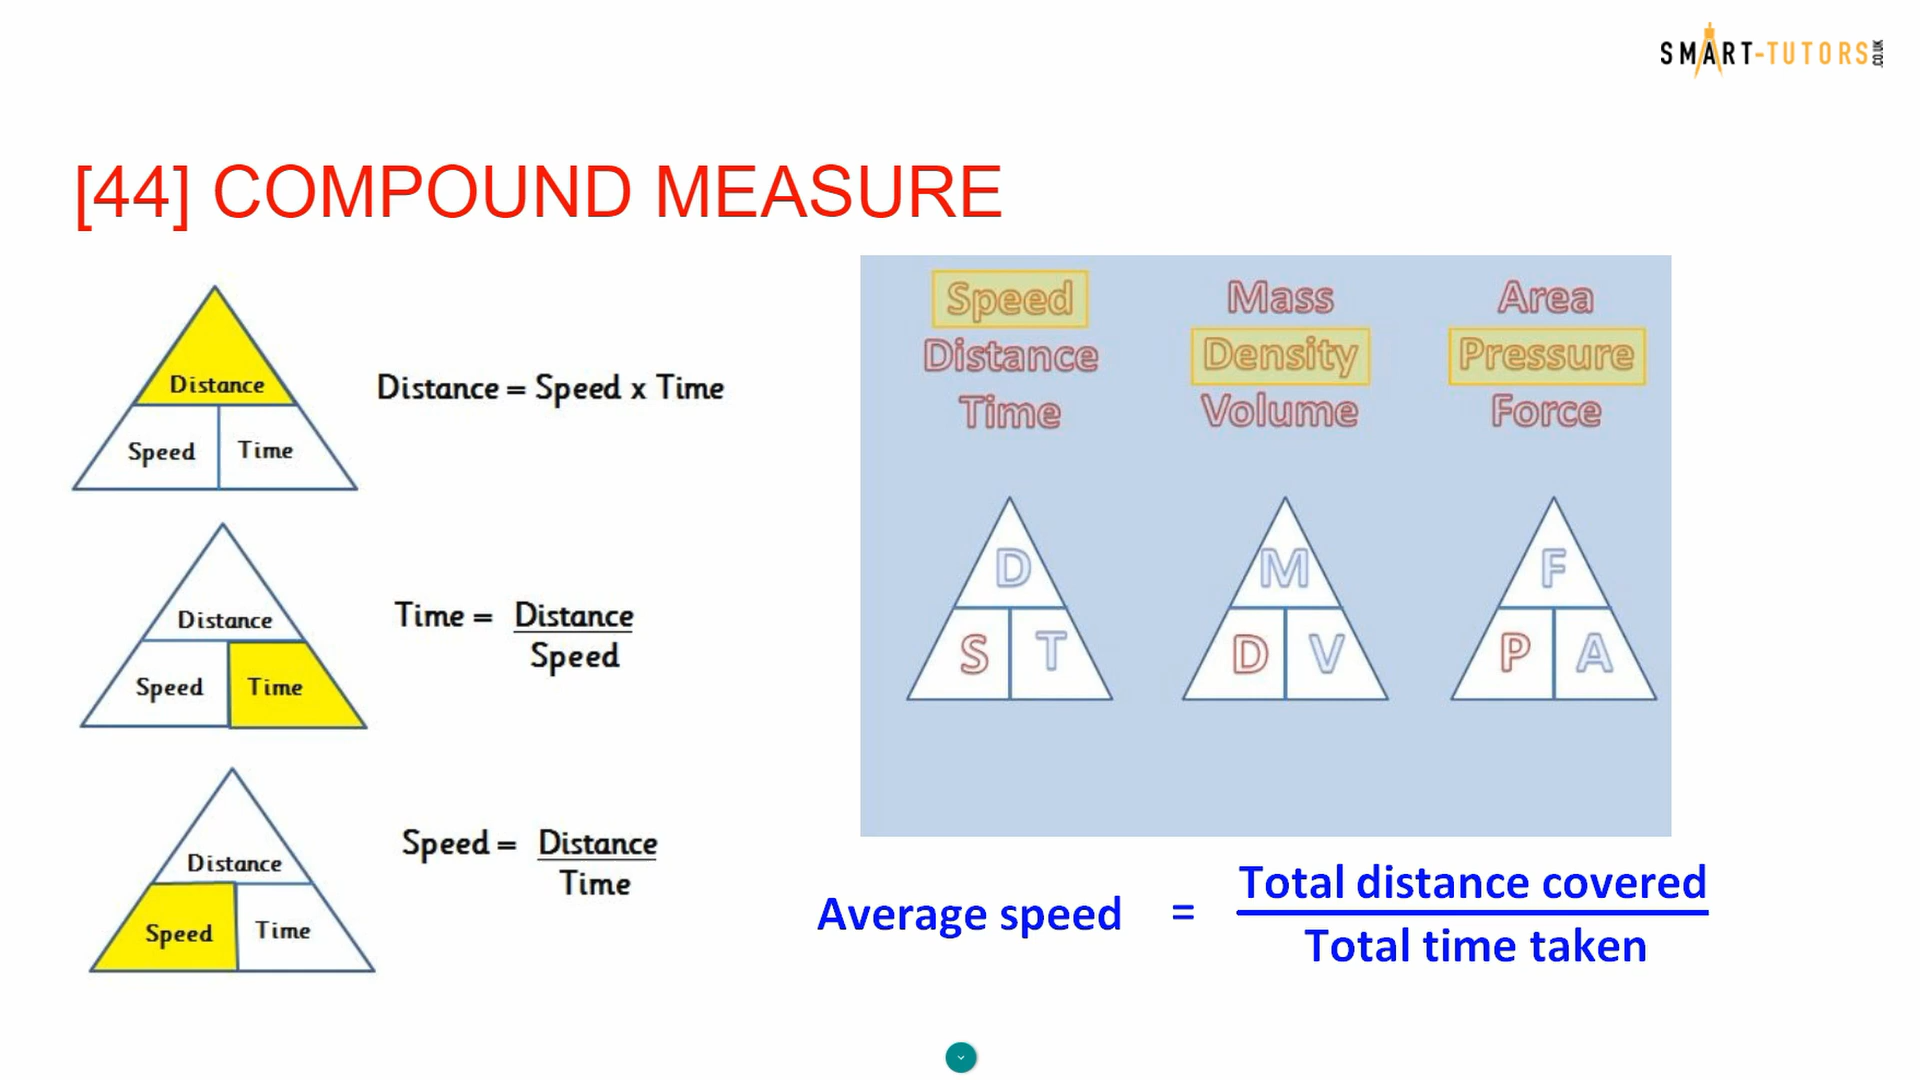 SMART-TUTORS.CO.UK
[44] COMPOUND MEASURE
Distance
Speed Time
Distance = Speed x Time
Distance
Speed Time
Time = Distance
Speed
Distance
Speed Time
Speed = Distance
Time
Speed
Distance
Time
Mass
Density
Volume
Area
Pressure
Force
D
S T
M
D V
F
P A
Average speed = Total distance covered
Total time taken